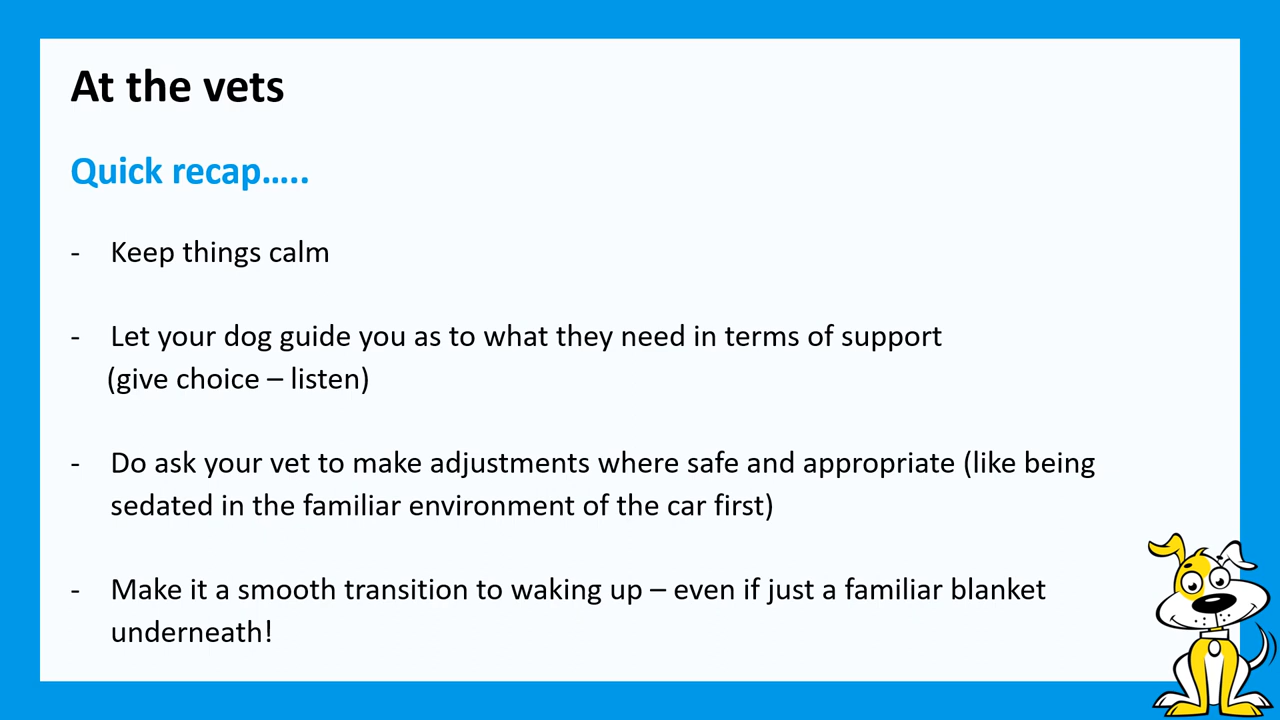 At the vets
Quick recap…..
- Keep things calm
- Let your dog guide you as to what they need in terms of support
(give choice – listen)
- Do ask your vet to make adjustments where safe and appropriate (like being
sedated in the familiar environment of the car first)
- Make it a smooth transition to waking up – even if just a familiar blanket
underneath!